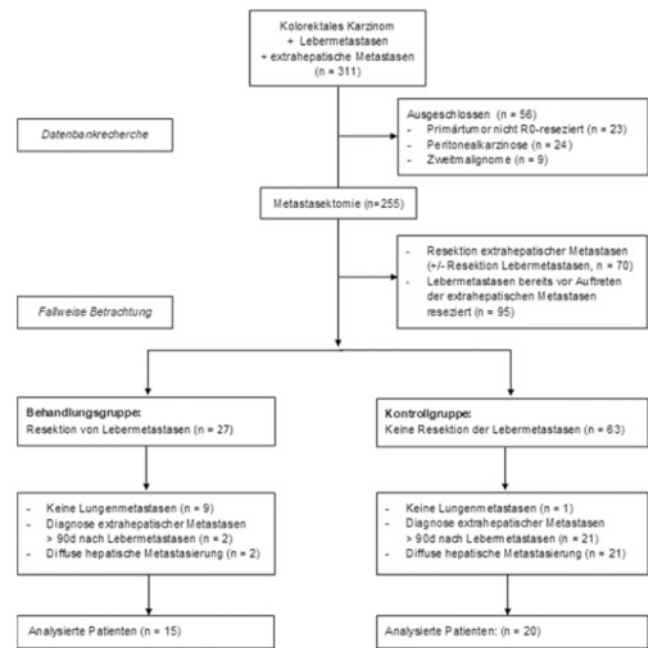 Kolorektales Karzinom
+ Lebermetastasen
+ extrahepatische Metastasen
(n = 311)
Datenbankrecherche
Ausgeschlossen (n = 56)
- Primärtumor nicht R0-reseziert (n = 23)
- Peritonealkarzinose (n = 24)
- Zweitmalignome (n = 9)
Metastasektomie (n=255)
- Resektion extrahepatischer Metastasen
(+/- Resektion Lebermetastasen, n = 70)
- Lebermetastasen bereits vor Auftreten
der extrahepatischen Metastasen
reseziert (n = 95)
Fallweise Betrachtung
Behandlungsgruppe:
Resektion von Lebermetastasen (n = 27)
Kontrollgruppe:
Keine Resektion der Lebermetastasen (n = 63)
- Keine Lungenmetastasen (n = 9)
- Diagnose extrahepatischer Metastasen
> 90d nach Lebermetastasen (n = 2)
- Diffuse hepatische Metastasierung (n = 2)
- Keine Lungenmetastasen (n = 1)
- Diagnose extrahepatischer Metastasen
> 90d nach Lebermetastasen (n = 21)
- Diffuse hepatische Metastasierung (n = 21)
Analysierte Patienten (n = 15)
Analysierte Patienten: (n = 20)